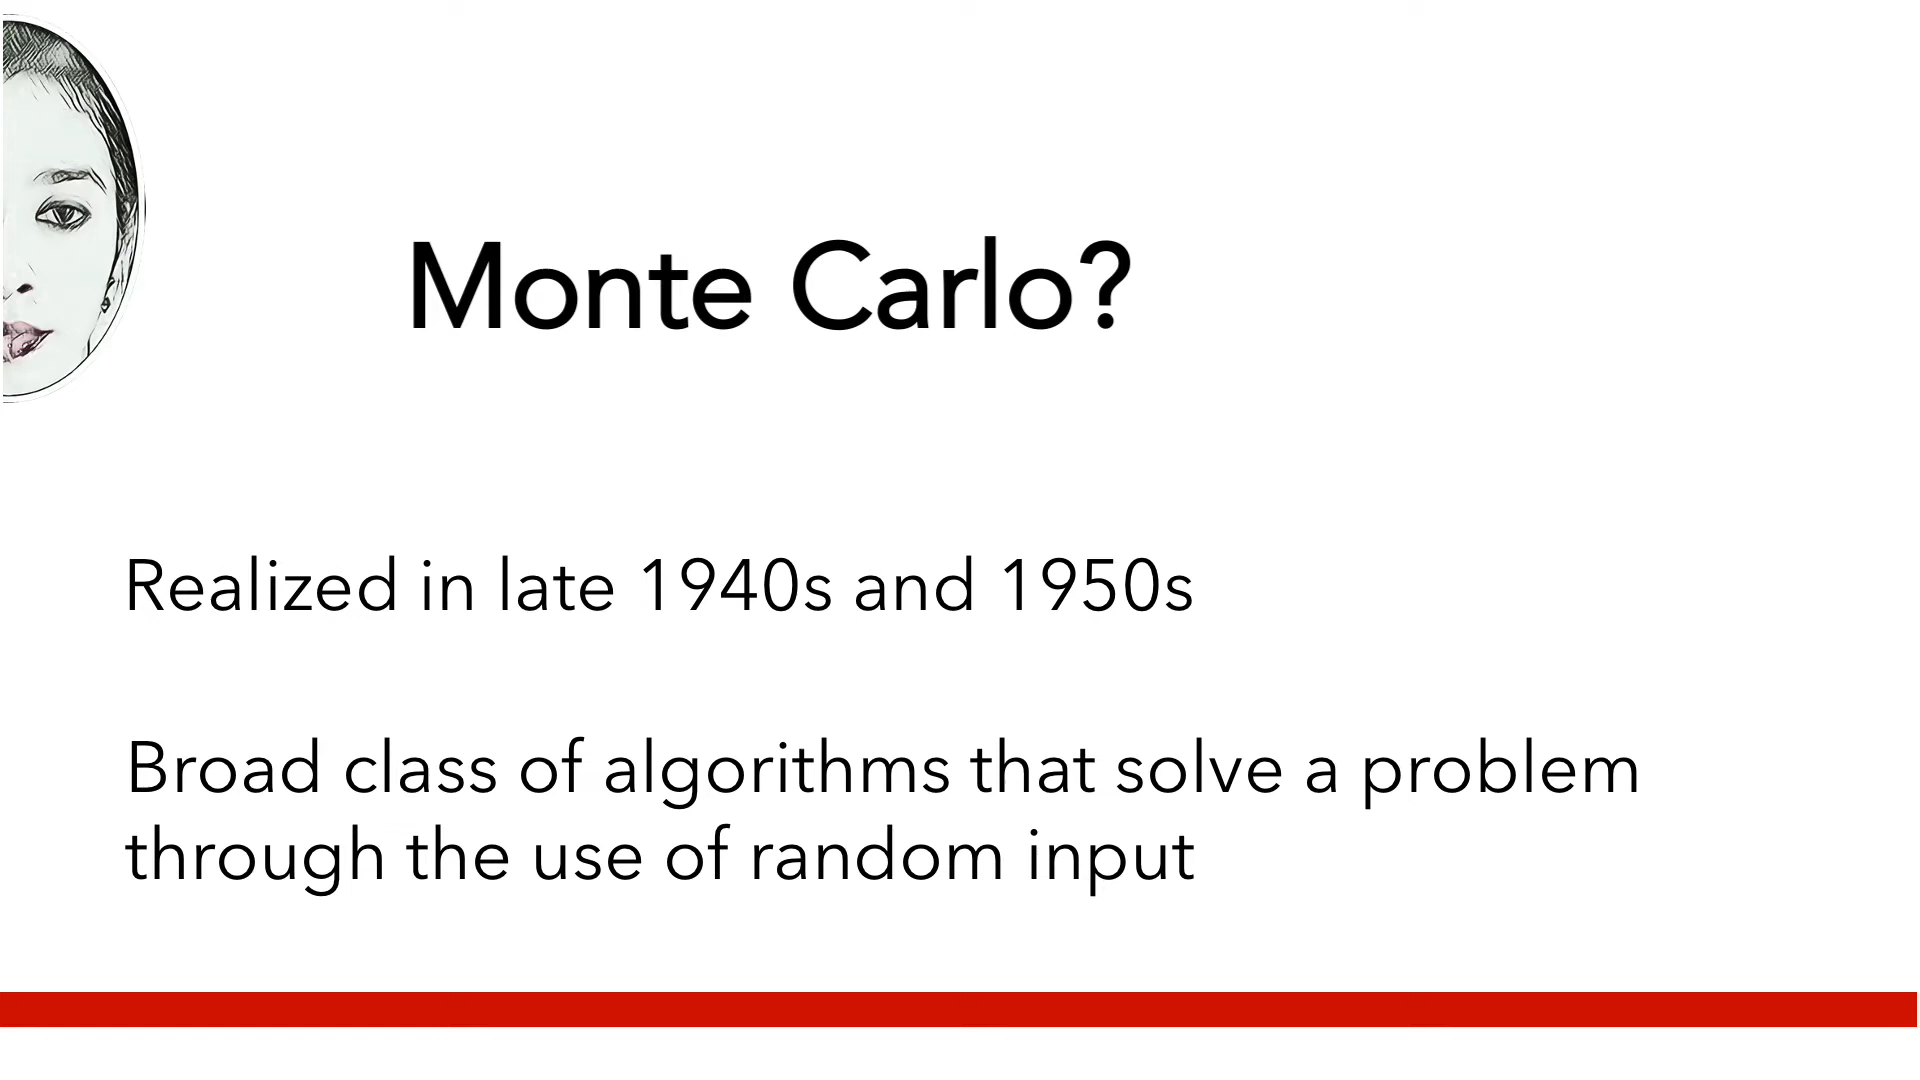 Monte Carlo?
Realized in late 1940s and 1950s
Broad class of algorithms that solve a problem
through the use of random input